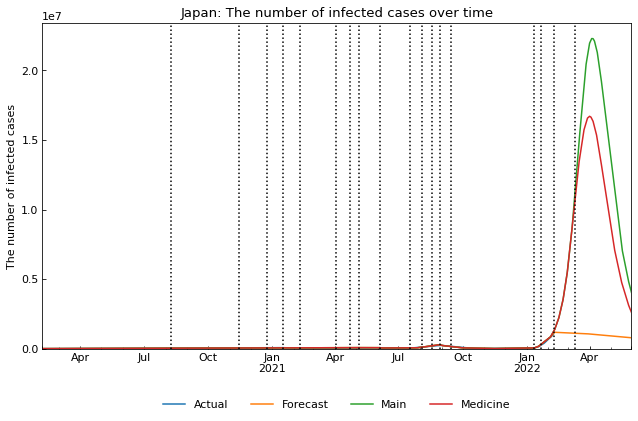 Japan: The number of infected cases over time
1e7
The number of infected cases
2.0
1.5
1.0
0.5
0.0
Apr Jul Oct Jan Apr Jul Oct Jan Apr
2021 2022
Actual Forecast Main Medicine